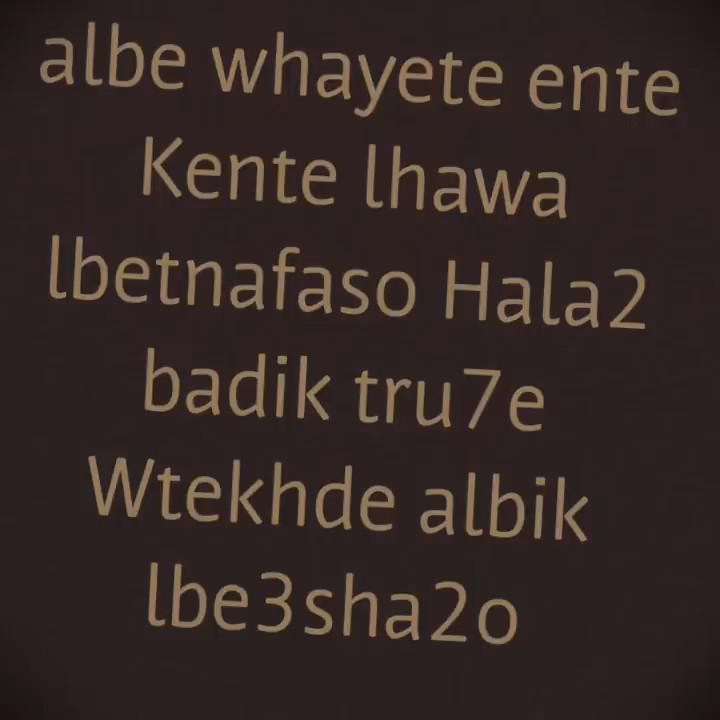 albe whayete ente
Kente lhawa
lbetnafaso Hala2
badik tru7e
Wtekhde albik
lbe3sha2o